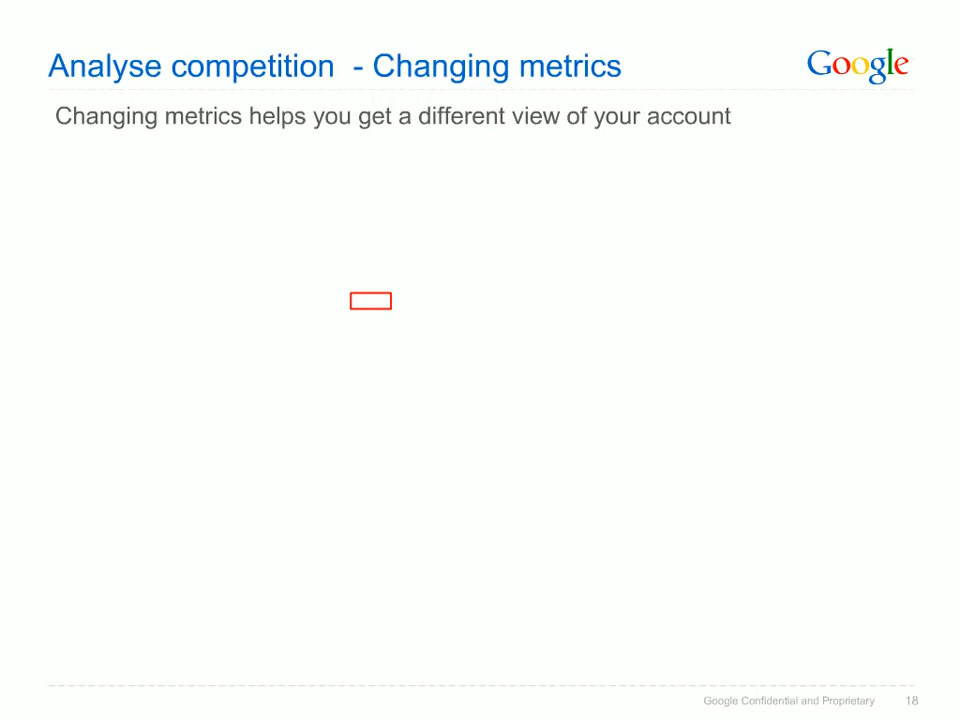 Analyse competition - Changing metrics
Google
Changing metrics helps you get a different view of your account
Google Confidential and Proprietary
18